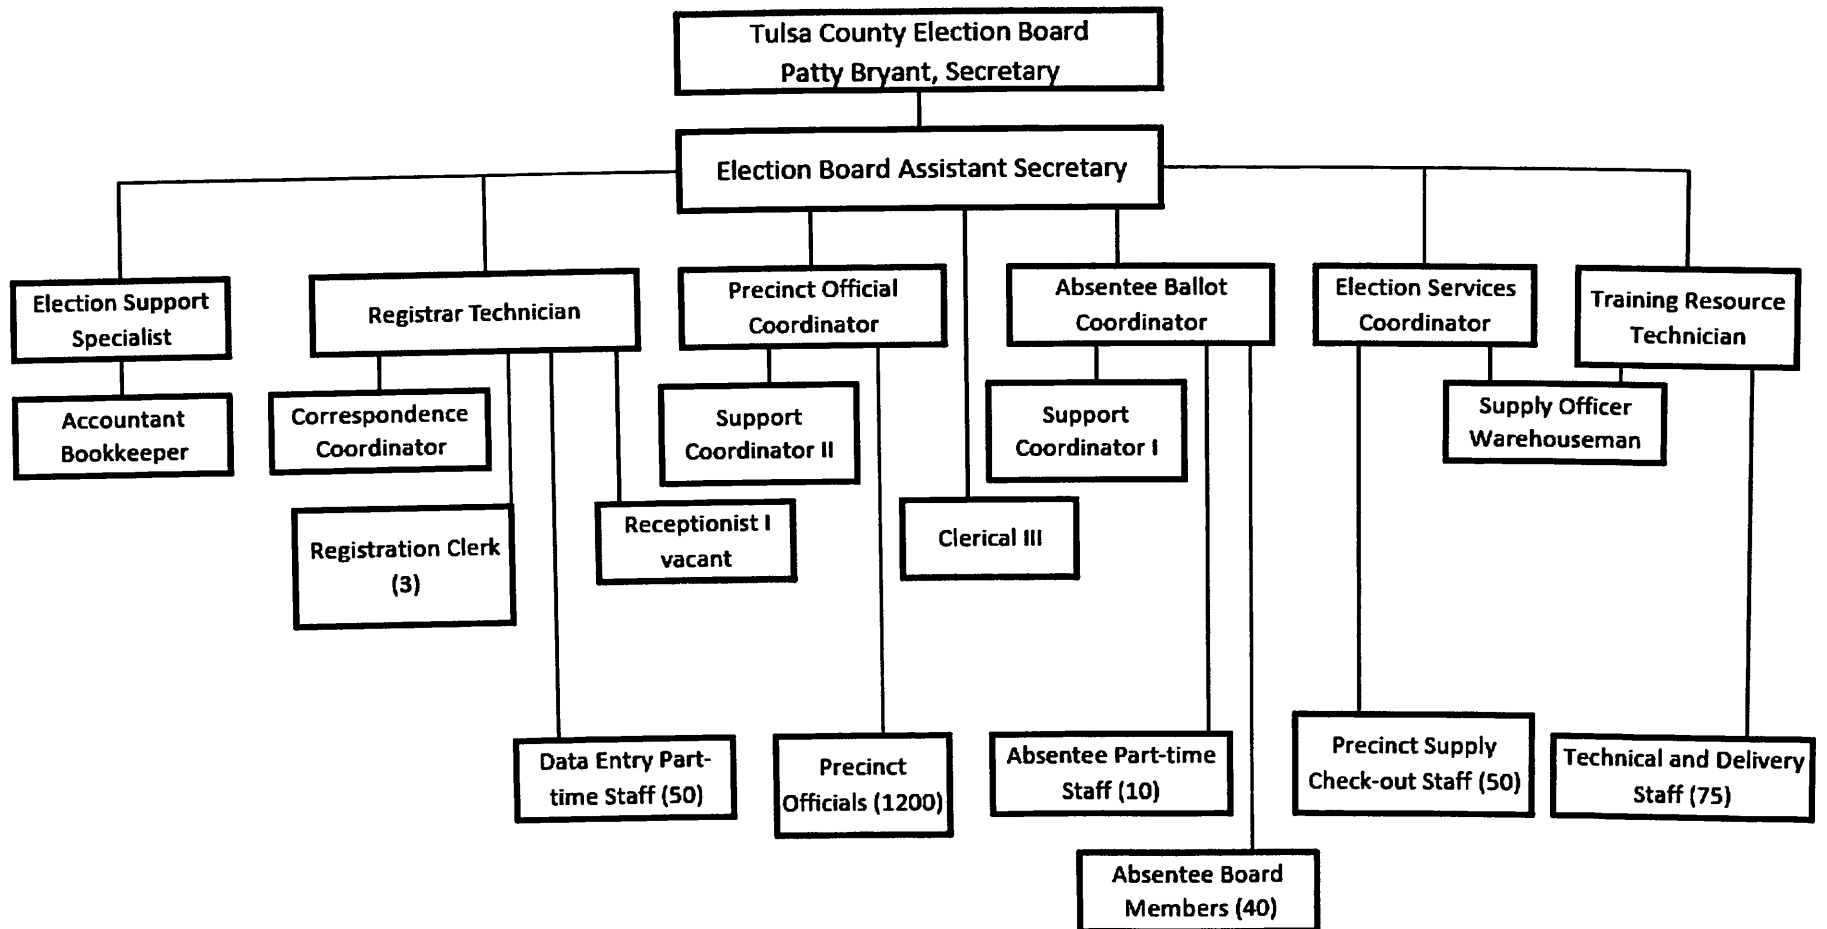 Tulsa County Election Board
Patty Bryant, Secretary
Election Board Assistant Secretary
Election Support
Specialist
Registrar Technician
Precinct Official
Coordinator
Absentee Ballot
Coordinator
Election Services
Coordinator
Training Resource
Technician
Accountant
Bookkeeper
Correspondence
Coordinator
Support
Coordinator II
Support
Coordinator I
Supply Officer
Warehouseman
Registration Clerk
(3)
Receptionist I
vacant
Clerical III
Data Entry Part-
time Staff (50)
Precinct
Officials (1200)
Absentee Part-time
Staff (10)
Precinct Supply
Check-out Staff (50)
Technical and Delivery
Staff (75)
Absentee Board
Members (40)